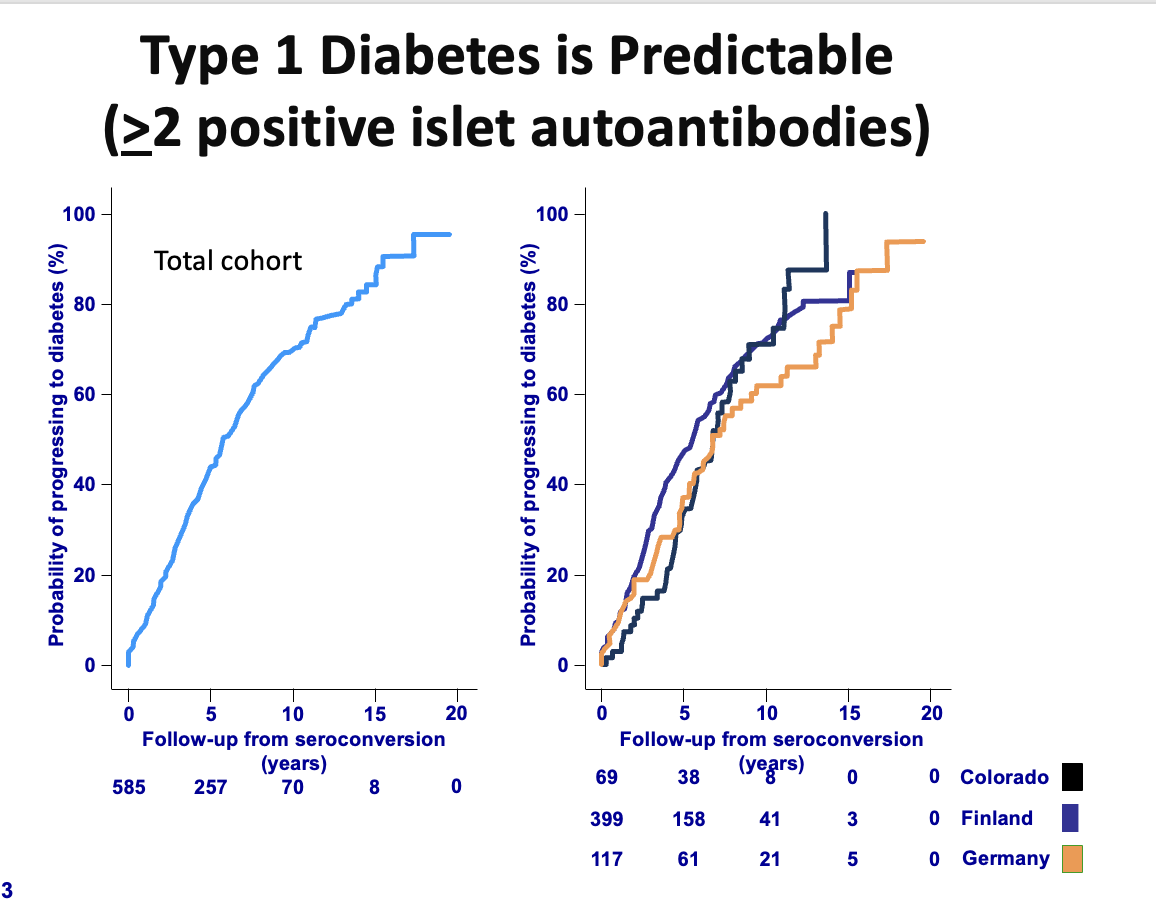 Type 1 Diabetes is Predictable
(≥2 positive islet autoantibodies)
Probability of progressing to diabetes (%)
100
80
60
40
20
0
Total cohort
0 5 10 15 20
Follow-up from seroconversion
(years)
585 257 70 8 0
Probability of progressing to diabetes (%)
100
80
60
40
20
0
0 5 10 15 20
Follow-up from seroconversion
(years)
69 38 8 0 0 Colorado
399 158 41 3 0 Finland
117 61 21 5 0 Germany
3